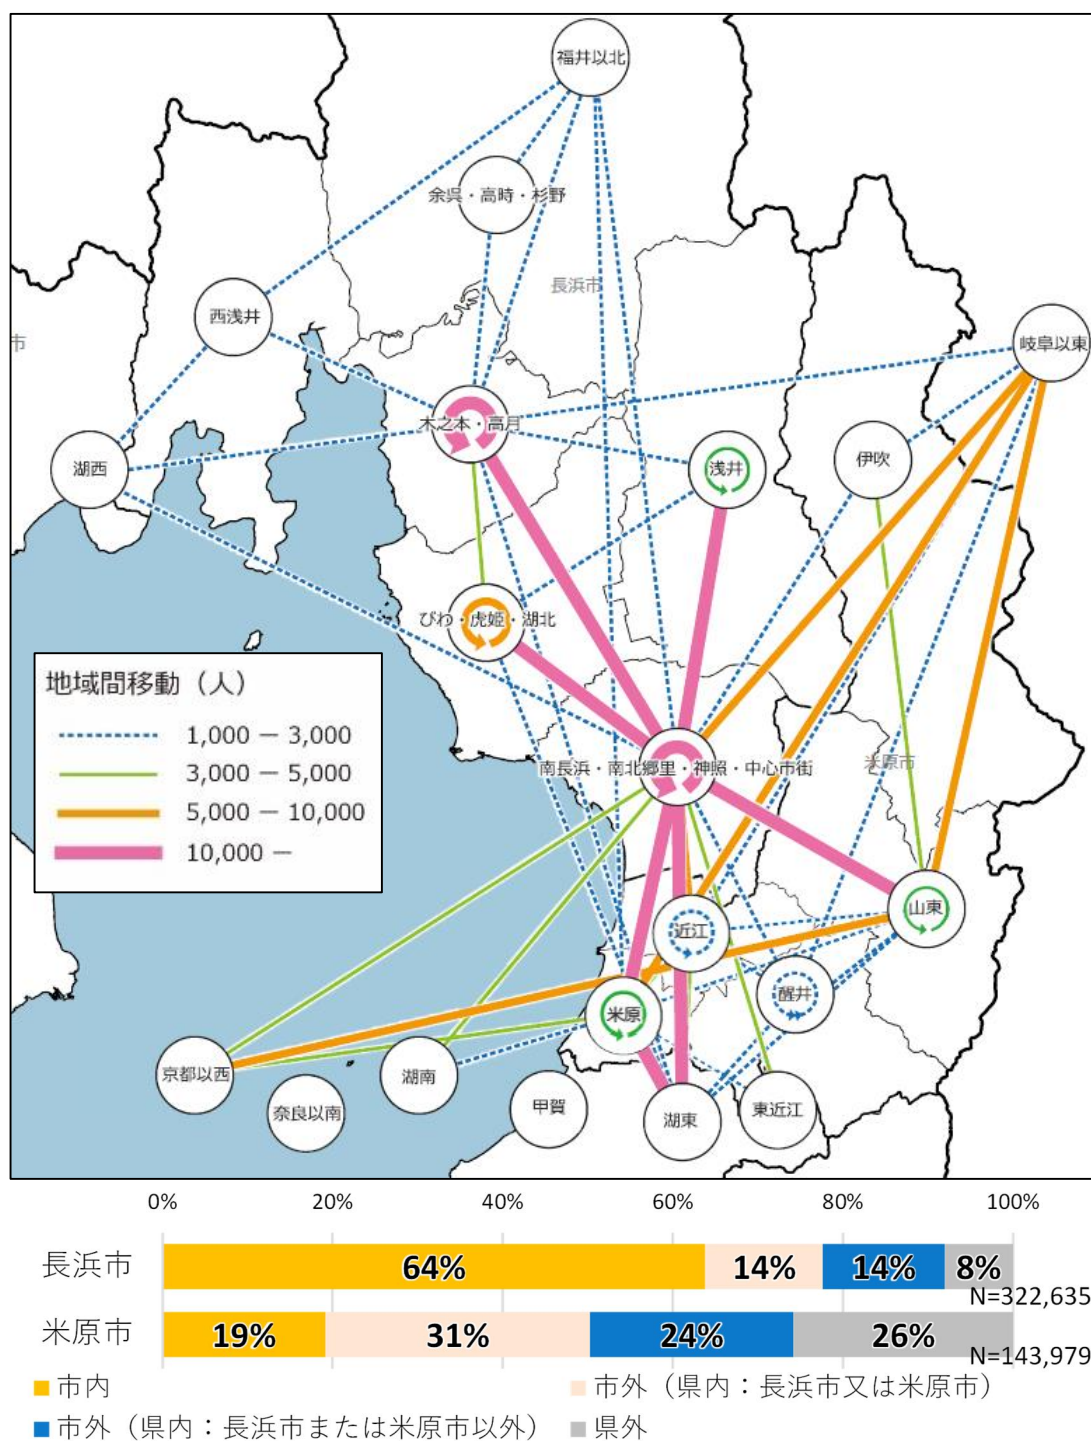 福井以北
余呉・高時・杉野
長浜市
西浅井
市
岐阜以東
木之本・高月
湖西
浅井
伊吹
びわ・虎姫・湖北
地域間移動（人）
1,000 － 3,000
3,000 － 5,000
5,000 － 10,000
10,000 －
南長浜・南北郷里・神照・中心市街
米原市
山東
近江
醒井
米原
京都以西
湖南
奈良以南
甲賀
湖東
東近江
0% 20% 40% 60% 80% 100%
長浜市 64% 14% 14% 8%
N=322,635
米原市 19% 31% 24% 26%
N=143,979
市内 市外（県内：長浜市又は米原市）
市外（県内：長浜市または米原市以外） 県外